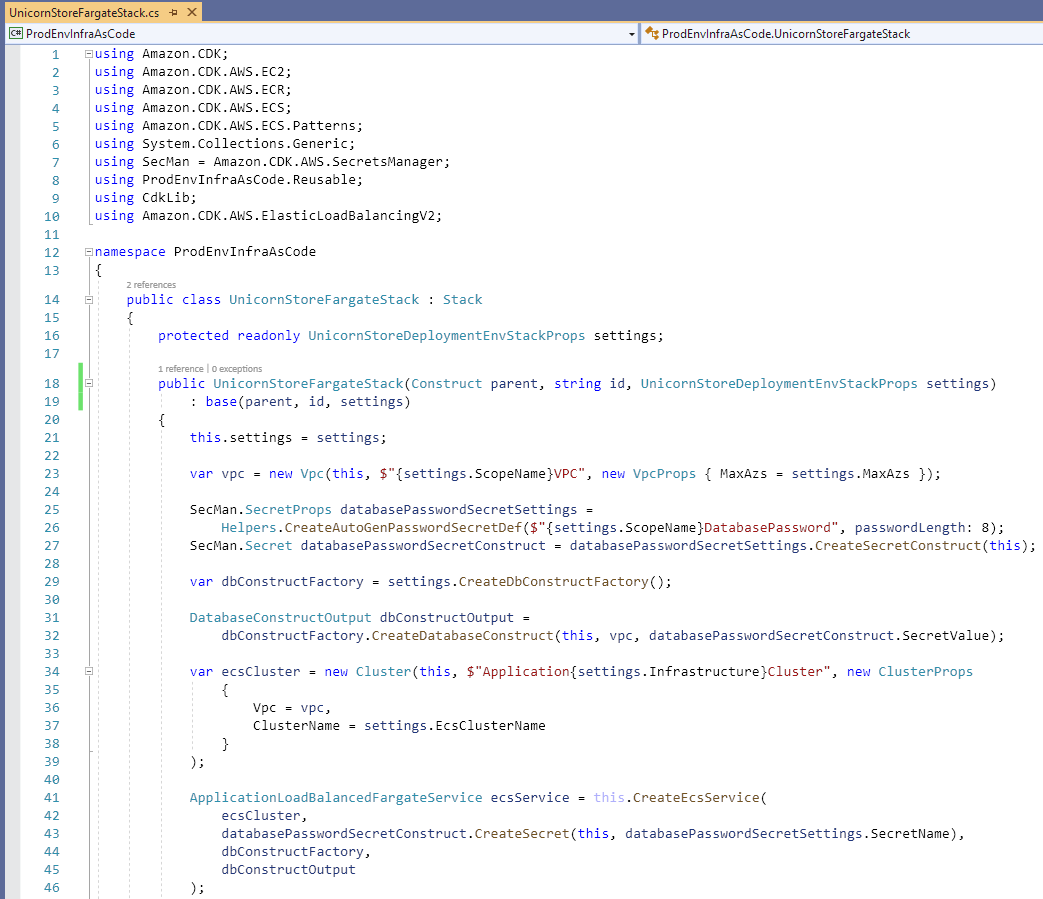 UnicornStoreFargateStack.cs
C# ProdEnvInfraAsCode
ProdEnvInfraAsCode.UnicornStoreFargateStack
1 using Amazon.CDK;
2 using Amazon.CDK.AWS.EC2;
3 using Amazon.CDK.AWS.ECR;
4 using Amazon.CDK.AWS.ECS;
5 using Amazon.CDK.AWS.ECS.Patterns;
6 using System.Collections.Generic;
7 using SecMan = Amazon.CDK.AWS.SecretsManager;
8 using ProdEnvInfraAsCode.Reusable;
9 using CdkLib;
10 using Amazon.CDK.AWS.ElasticLoadBalancingV2;
11
12 namespace ProdEnvInfraAsCode
13 {
2 references
14 public class UnicornStoreFargateStack : Stack
15 {
16 protected readonly UnicornStoreDeploymentEnvStackProps settings;
17
1 reference | 0 exceptions
18 public UnicornStoreFargateStack(Construct parent, string id, UnicornStoreDeploymentEnvStackProps settings)
19 : base(parent, id, settings)
20 {
21 this.settings = settings;
22
23 var vpc = new Vpc(this, $"{settings.ScopeName}VPC", new VpcProps { MaxAzs = settings.MaxAzs });
24
25 SecMan.SecretProps databasePasswordSecretSettings =
26 Helpers.CreateAutoGenPasswordSecretDef($"{settings.ScopeName}DatabasePassword", passwordLength: 8);
27 SecMan.Secret databasePasswordSecretConstruct = databasePasswordSecretSettings.CreateSecretConstruct(this);
28
29 var dbConstructFactory = settings.CreateDbConstructFactory();
30
31 DatabaseConstructOutput dbConstructOutput =
32 dbConstructFactory.CreateDatabaseConstruct(this, vpc, databasePasswordSecretConstruct.SecretValue);
33
34 var ecsCluster = new Cluster(this, $"Application{settings.Infrastructure}Cluster", new ClusterProps
35 {
36 Vpc = vpc,
37 ClusterName = settings.EcsClusterName
38 }
39 );
40
41 ApplicationLoadBalancedFargateService ecsService = this.CreateEcsService(
42 ecsCluster,
43 databasePasswordSecretConstruct.CreateSecret(this, databasePasswordSecretSettings.SecretName),
44 dbConstructFactory,
45 dbConstructOutput
46 );